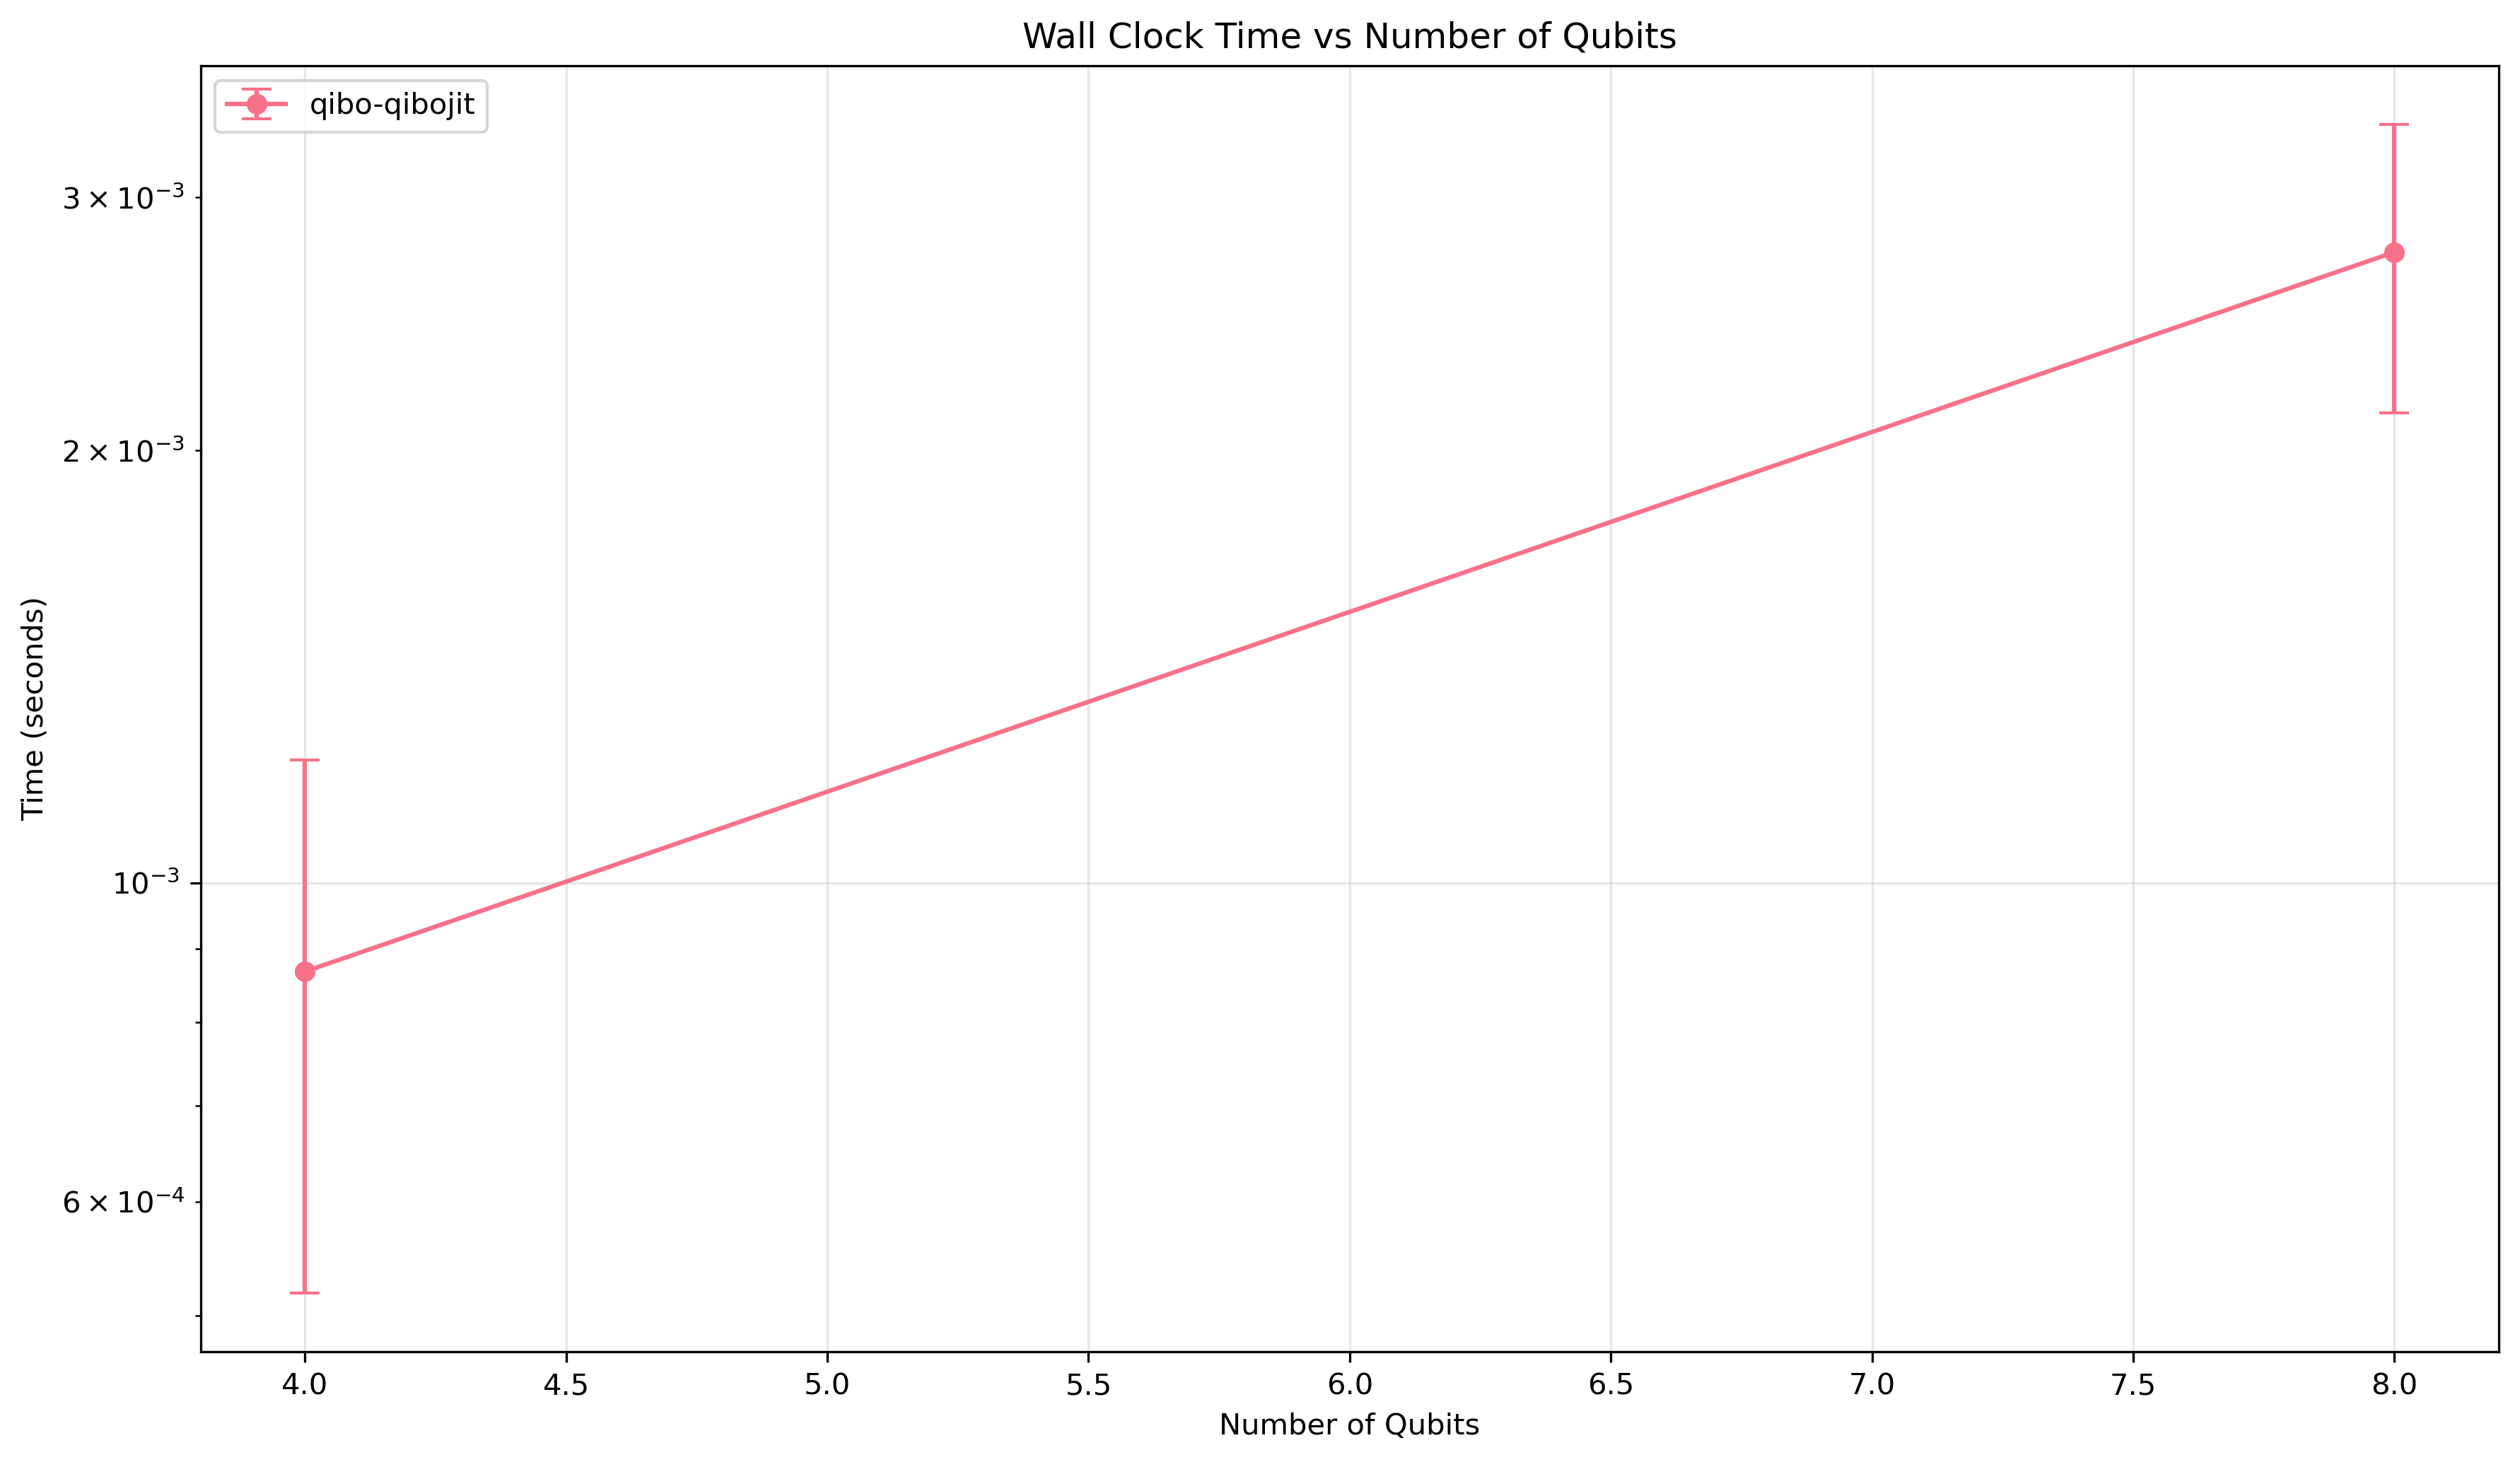 Wall Clock Time vs Number of Qubits
qibo-qibojit
3 × 10⁻³
2 × 10⁻³
10⁻³
6 × 10⁻⁴
Time (seconds)
4.0 4.5 5.0 5.5 6.0 6.5 7.0 7.5 8.0
Number of Qubits